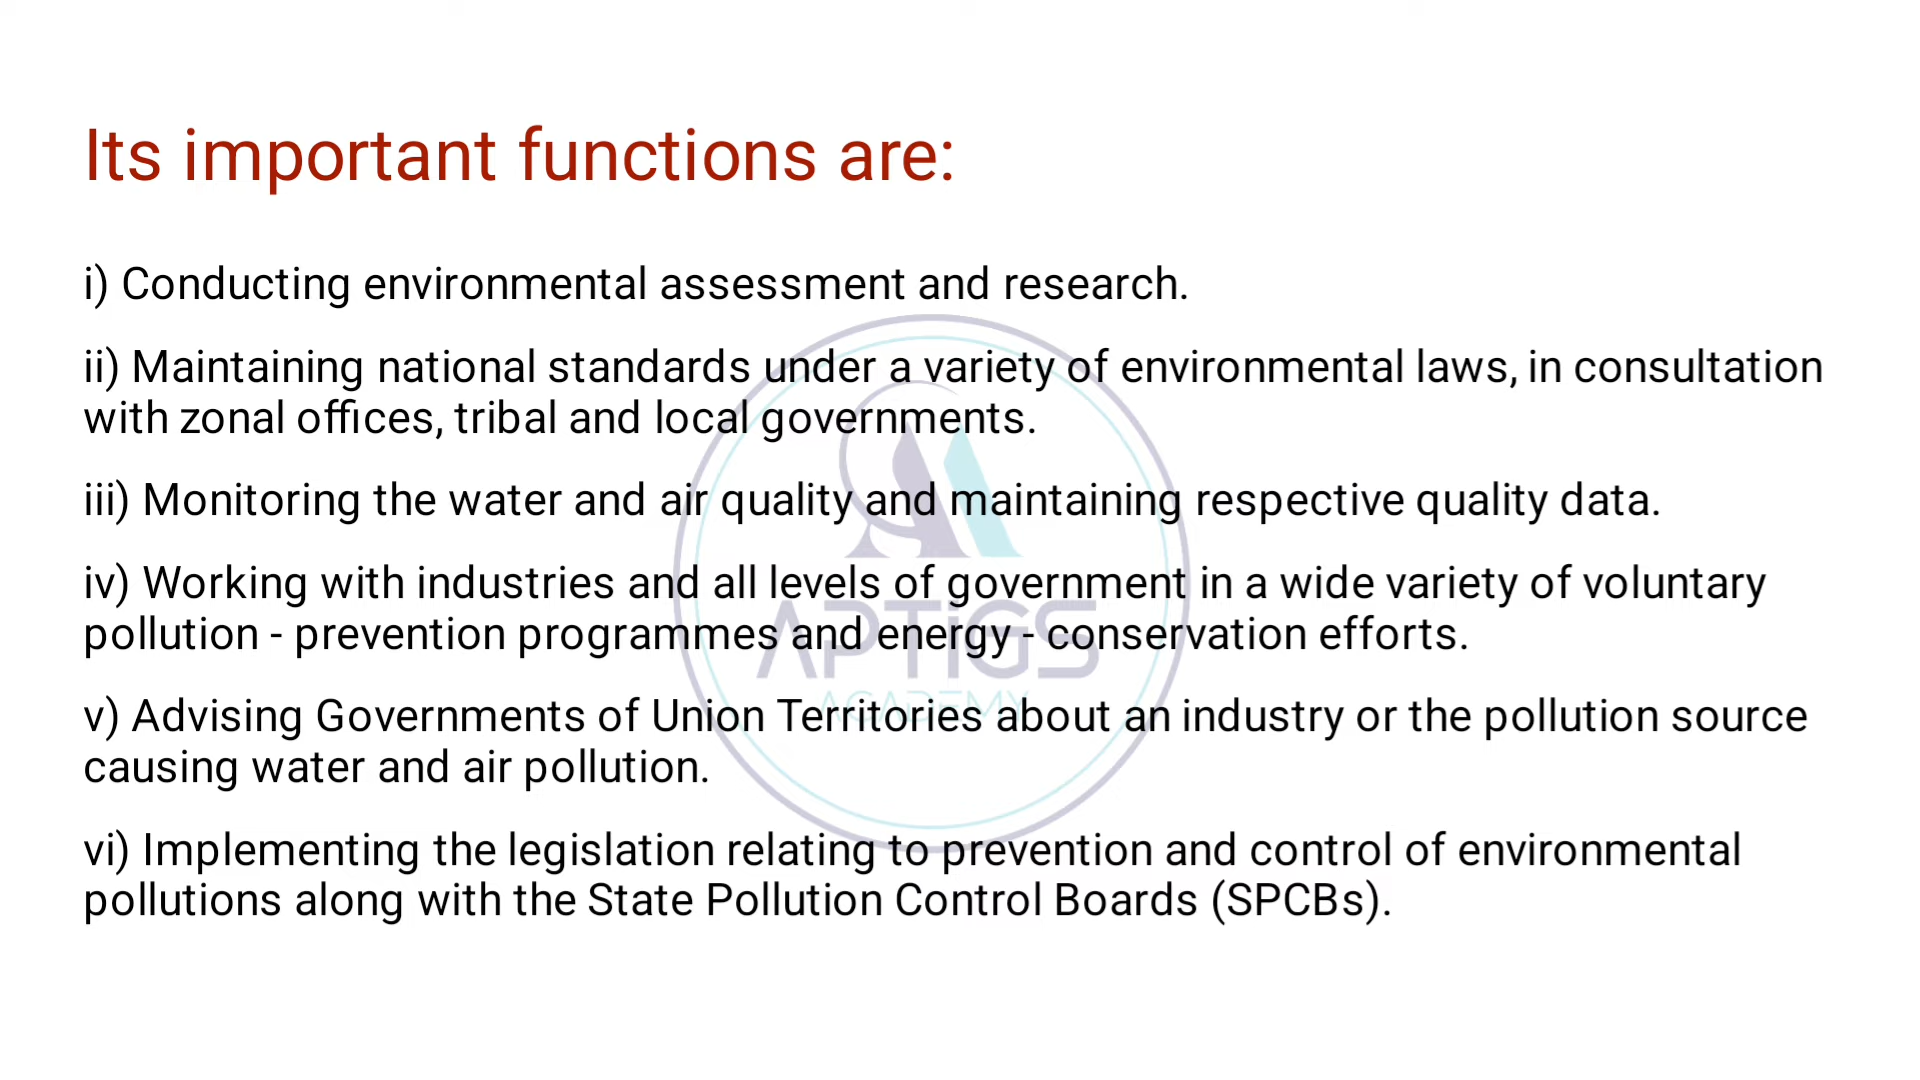 Its important functions are:
i) Conducting environmental assessment and research.
ii) Maintaining national standards under a variety of environmental laws, in consultation
with zonal offices, tribal and local governments.
iii) Monitoring the water and air quality and maintaining respective quality data.
iv) Working with industries and all levels of government in a wide variety of voluntary
pollution - prevention programmes and energy - conservation efforts.
v) Advising Governments of Union Territories about an industry or the pollution source
causing water and air pollution.
vi) Implementing the legislation relating to prevention and control of environmental
pollutions along with the State Pollution Control Boards (SPCBs).
APTiGS
ACADEMY